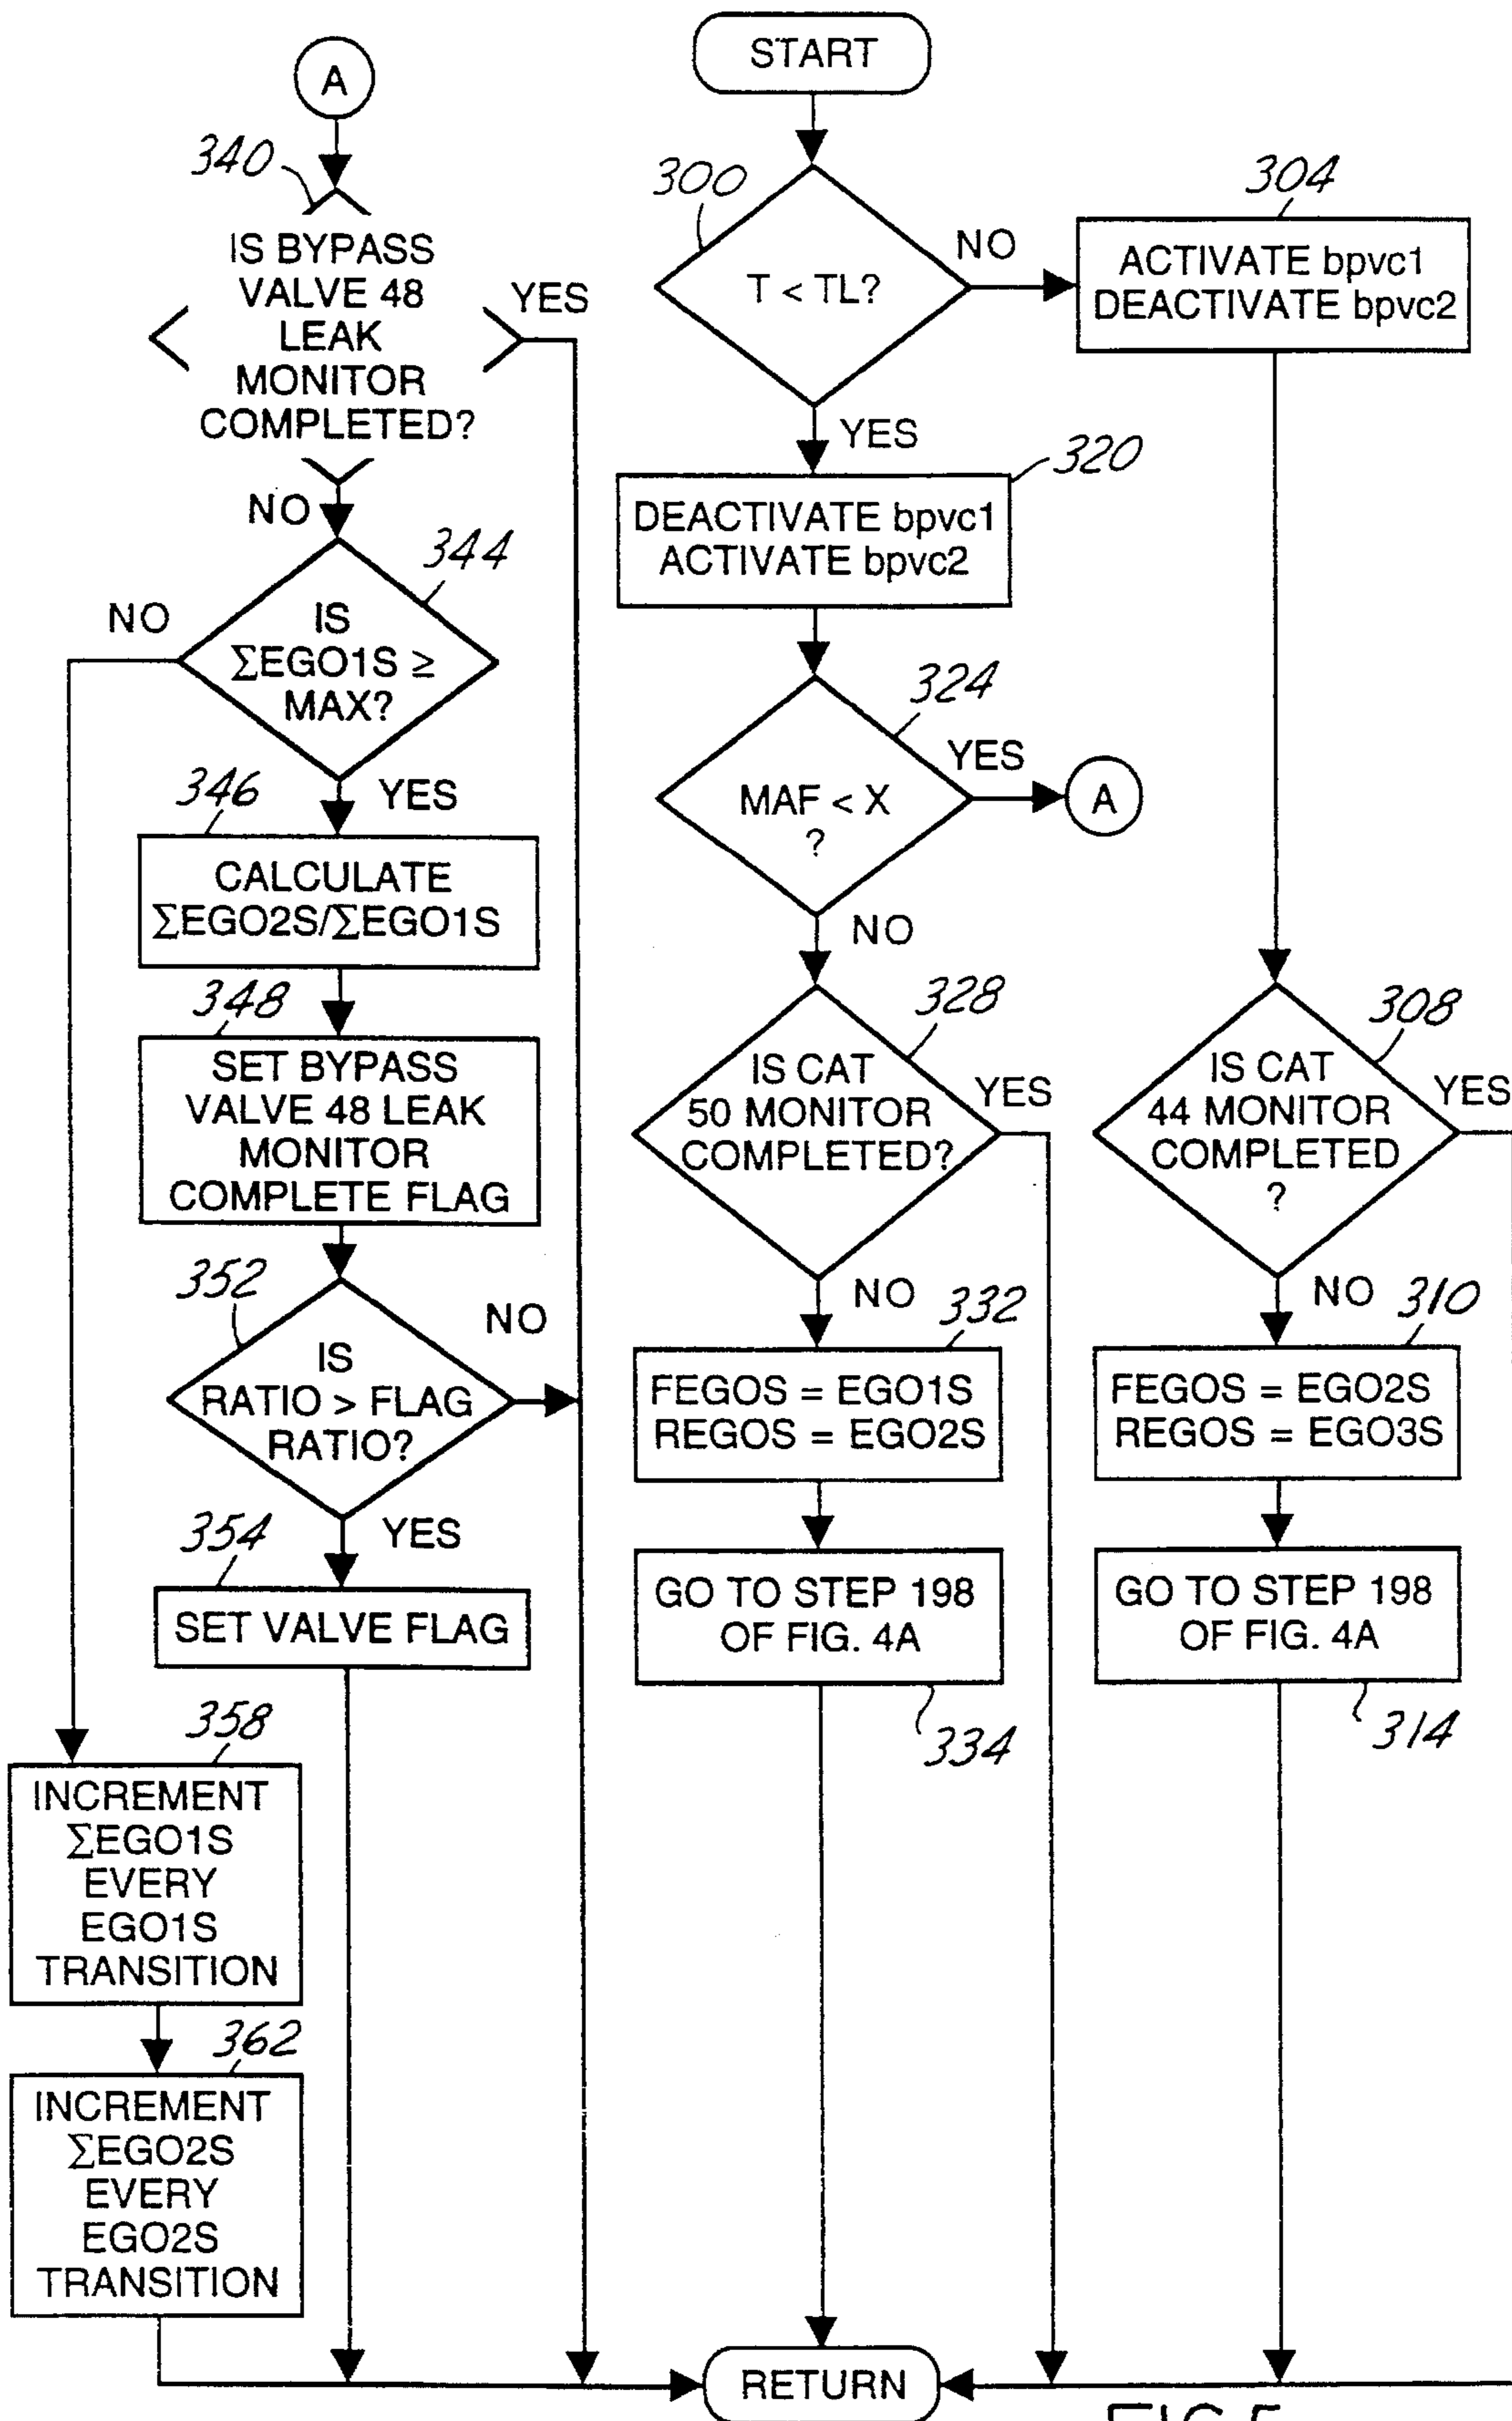 A
340
IS BYPASS
VALVE 48
LEAK
MONITOR
COMPLETED?
YES
NO
344
NO
IS
ΣEGO1S ≥
MAX?
YES
346
CALCULATE
ΣEGO2S/ΣEGO1S
348
SET BYPASS
VALVE 48 LEAK
MONITOR
COMPLETE FLAG
352
IS
RATIO > FLAG
RATIO?
NO
YES
354
SET VALVE FLAG
358
INCREMENT
ΣEGO1S
EVERY
EGO1S
TRANSITION
362
INCREMENT
ΣEGO2S
EVERY
EGO2S
TRANSITION
START
300
T < TL?
NO
YES
304
ACTIVATE bpvc1
DEACTIVATE bpvc2
320
DEACTIVATE bpvc1
ACTIVATE bpvc2
324
MAF < X
?
YES
A
NO
328
IS CAT
50 MONITOR
COMPLETED?
YES
NO
332
FEGOS = EGO1S
REGOS = EGO2S
GO TO STEP 198
OF FIG. 4A
334
308
IS CAT
44 MONITOR
COMPLETED
?
YES
NO
310
FEGOS = EGO2S
REGOS = EGO3S
GO TO STEP 198
OF FIG. 4A
314
RETURN
FIG.5